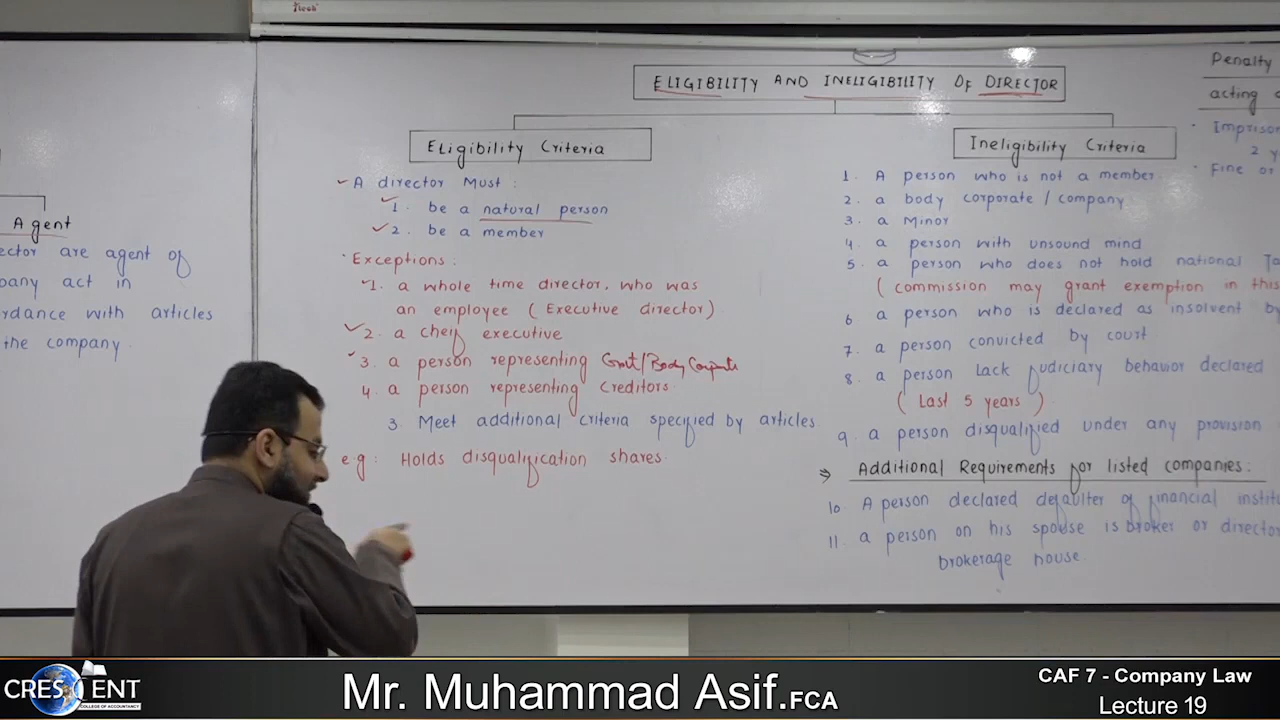 ELIGIBILITY AND INELIGIBILITY OF DIRECTOR
Agent
ector are agent of
pany act in
rdance with articles
the company.
Eligibility Criteria
A director Must:
1. be a natural person
2. be a member
Exceptions:
1. a whole time director, who was
an employee (Executive director)
2. a cheif executive
3. a person representing Govt/Body Corporate
4. a person representing creditors.
3. Meet additional criteria specified by articles
e.g: Holds disqualification shares.
Ineligibility Criteria
1. A person who is not a member.
2. a body corporate / company
3. a Minor
4. a person with unsound mind
5. a person who does not hold national Ta
(commission may grant exemption in this
6 a person who is declared as insolvent by
7. a person convicted by court
8. a person Lack judiciary behavior declared
(Last 5 years)
9. a person disqualified under any provision
⇒ Additional Requirements for listed companies:
10 A person declared defaulter of financial institu
11. a person on his spouse is broker or director
brokerage house.
Penalty
acting
Imprison
2 y
Fine or
CRESCENT
COLLEGE OF ACCOUNTANCY
Mr. Muhammad Asif.FCA
CAF 7 - Company Law
Lecture 19